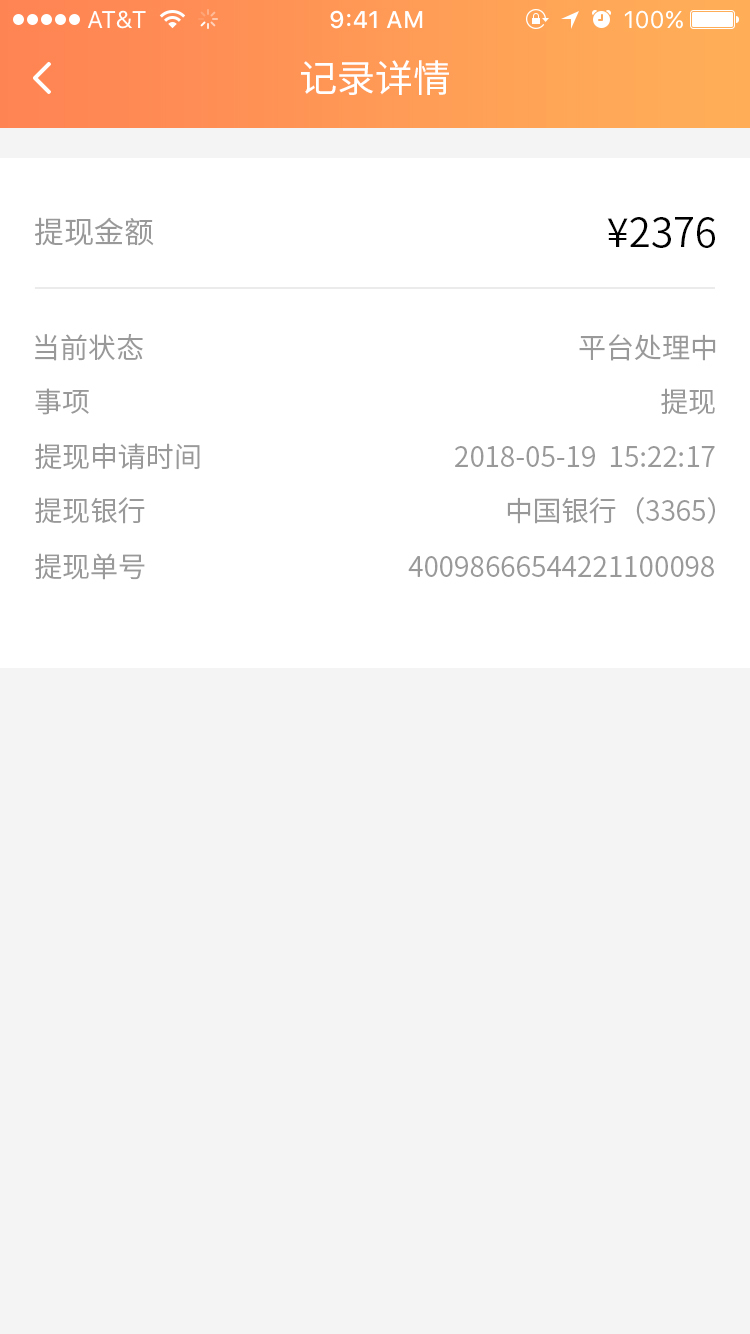 AT&T 9:41 AM 100%
记录详情
提现金额 ¥2376
当前状态 平台处理中
事项 提现
提现申请时间 2018-05-19 15:22:17
提现银行 中国银行（3365）
提现单号 40098666544221100098